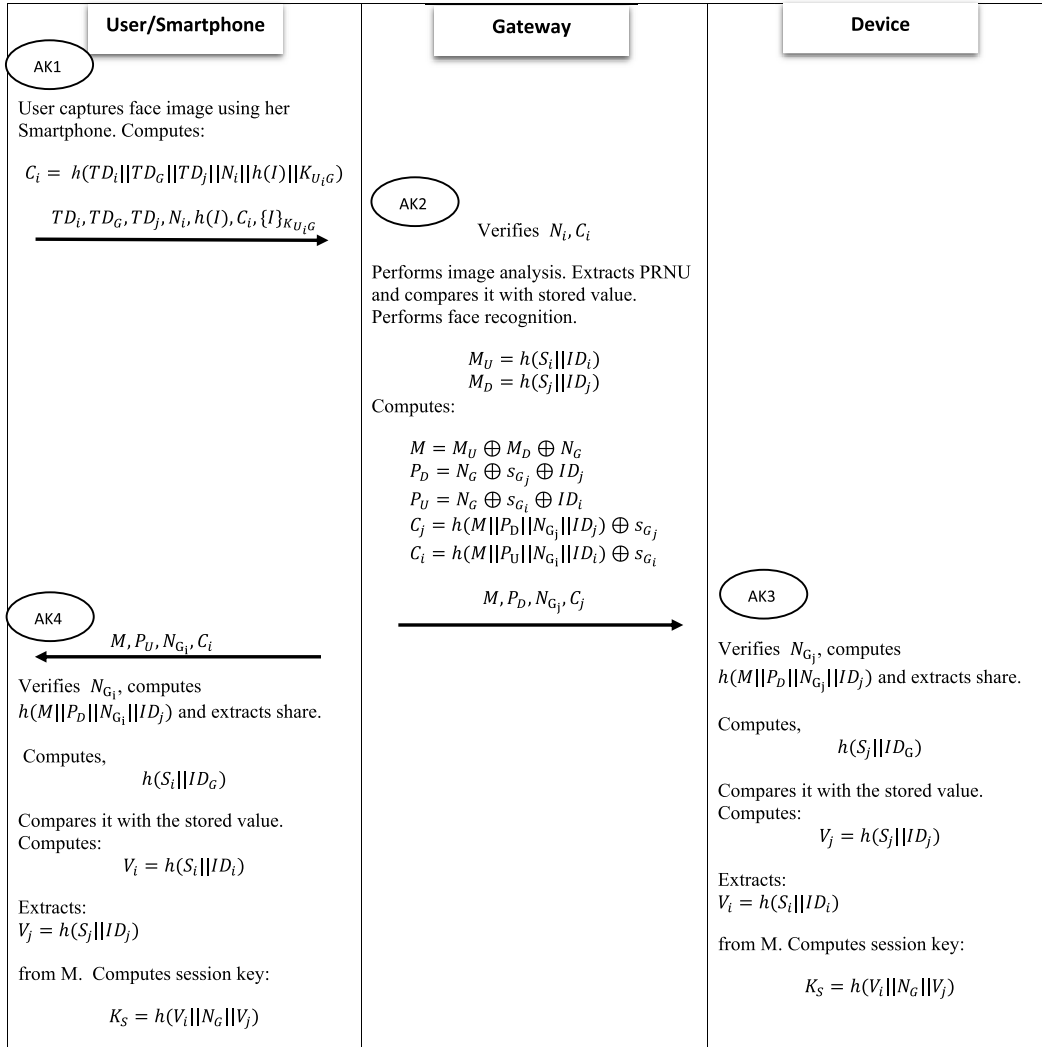 User/Smartphone
Gateway
Device
AK1
User captures face image using her
Smartphone. Computes:
C_i = h(TD_i||TD_G||TD_j||N_i||h(I)||K_{U_iG})
TD_i, TD_G, TD_j, N_i, h(I), C_i, {I}_{K_{U_iG}}
AK2
Verifies N_i, C_i
Performs image analysis. Extracts PRNU
and compares it with stored value.
Performs face recognition.
M_U = h(S_i||ID_i)
M_D = h(S_j||ID_j)
Computes:
M = M_U ⊕ M_D ⊕ N_G
P_D = N_G ⊕ s_{G_j} ⊕ ID_j
P_U = N_G ⊕ s_{G_i} ⊕ ID_i
C_j = h(M||P_D||N_{G_j}||ID_j) ⊕ s_{G_j}
C_i = h(M||P_U||N_{G_i}||ID_i) ⊕ s_{G_i}
M, P_D, N_{G_j}, C_j
AK3
Verifies N_{G_j}, computes
h(M||P_D||N_{G_j}||ID_j) and extracts share.
Computes,
h(S_j||ID_G)
Compares it with the stored value.
Computes:
V_j = h(S_j||ID_j)
Extracts:
V_i = h(S_i||ID_i)
from M. Computes session key:
K_S = h(V_i||N_G||V_j)
AK4
M, P_U, N_{G_i}, C_i
Verifies N_{G_i}, computes
h(M||P_D||N_{G_i}||ID_j) and extracts share.
Computes,
h(S_i||ID_G)
Compares it with the stored value.
Computes:
V_i = h(S_i||ID_i)
Extracts:
V_j = h(S_j||ID_j)
from M. Computes session key:
K_S = h(V_i||N_G||V_j)